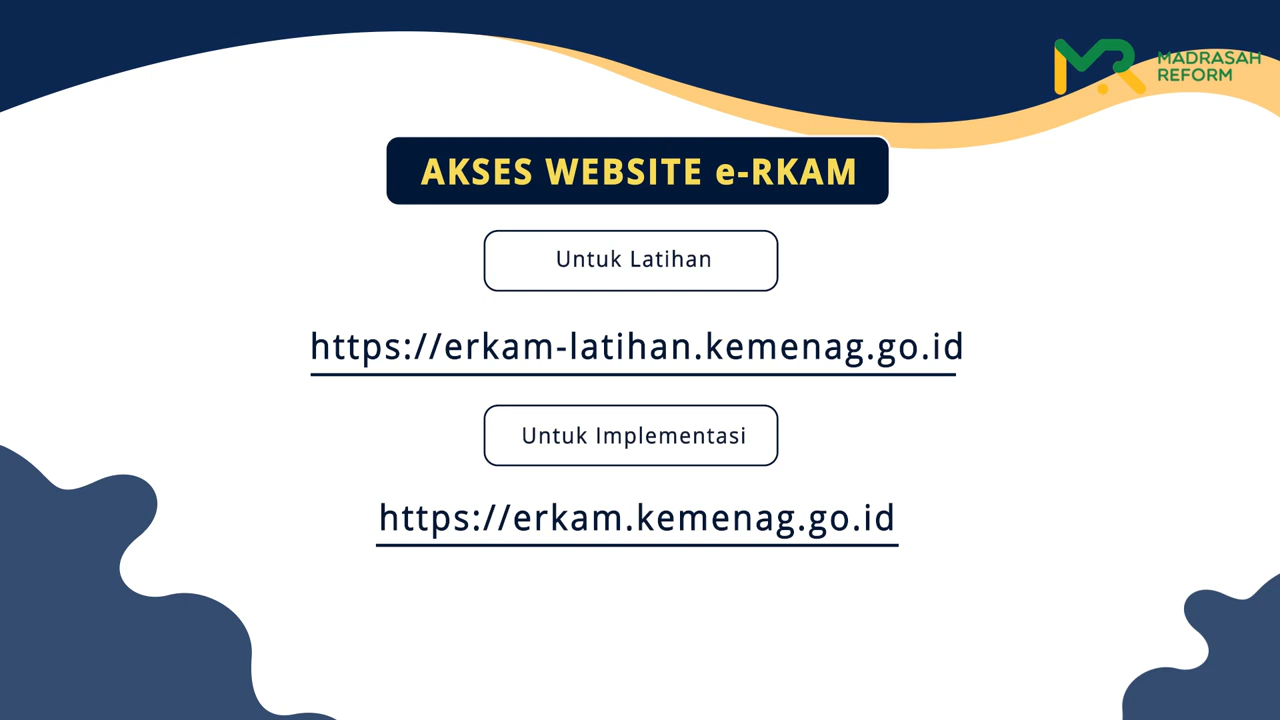 MADRASAH
REFORM
AKSES WEBSITE e-RKAM
Untuk Latihan
https://erkam-latihan.kemenag.go.id
Untuk Implementasi
https://erkam.kemenag.go.id